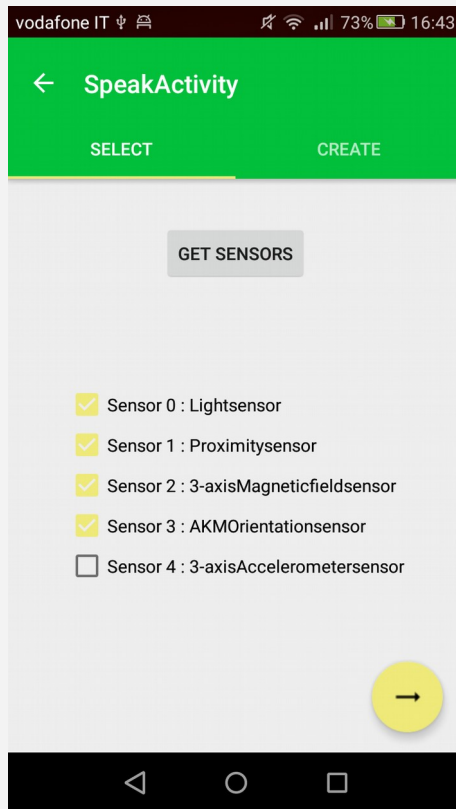 vodafone IT 73% 16:43
SpeakActivity
SELECT CREATE
GET SENSORS
Sensor 0 : Lightsensor
Sensor 1 : Proximitysensor
Sensor 2 : 3-axisMagneticfieldsensor
Sensor 3 : AKMOrientationsensor
Sensor 4 : 3-axisAccelerometersensor